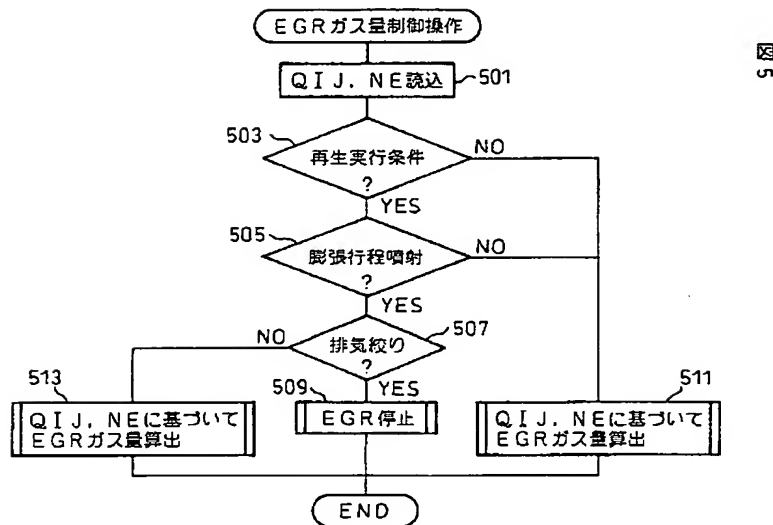 EGRガス量制御操作
図5
QIJ, NE読込
501
503
再生実行条件
?
NO
YES
505
膨張行程噴射
?
NO
YES
507
排気絞り
?
NO
YES
513
QIJ, NEに基づいて
EGRガス量算出
509
EGR停止
511
QIJ, NEに基づいて
EGRガス量算出
END